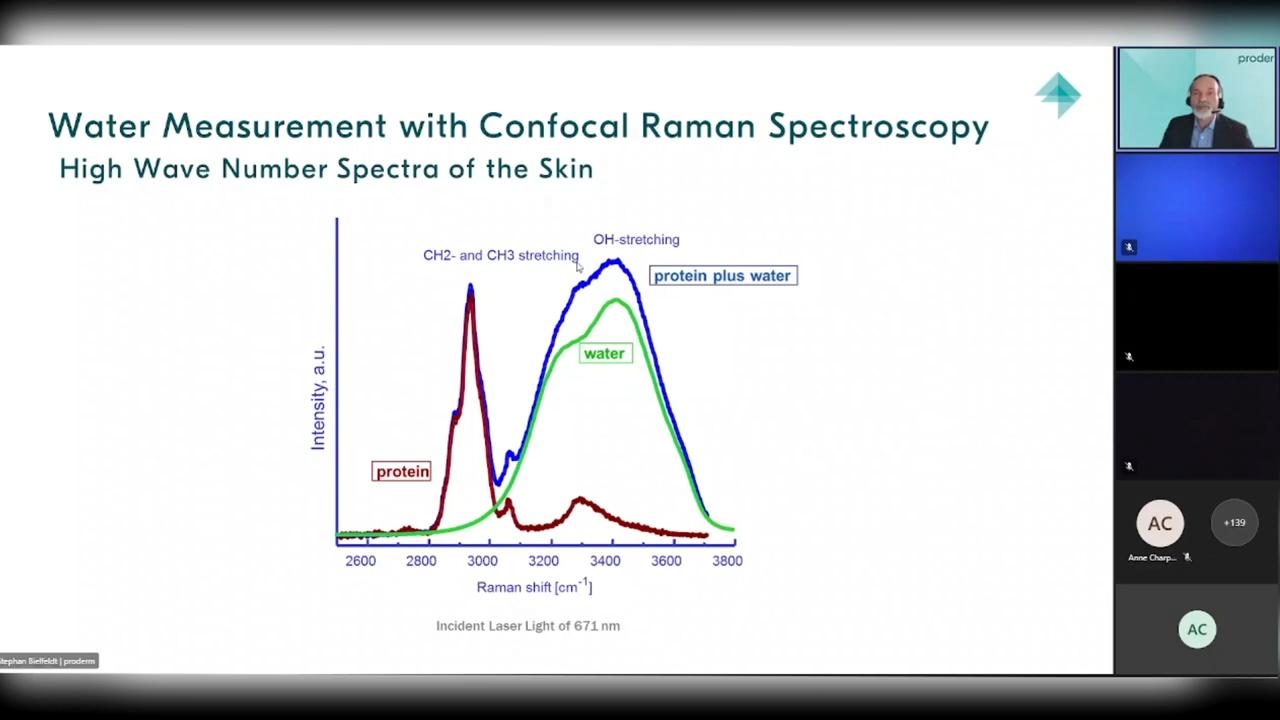 proder
Water Measurement with Confocal Raman Spectroscopy
High Wave Number Spectra of the Skin
OH-stretching
CH2- and CH3 stretching
protein plus water
water
Intensity, a.u.
protein
2600 2800 3000 3200 3400 3600 3800
Raman shift [cm-1]
Incident Laser Light of 671 nm
AC
+139
Anne Charp...
AC
Stephan Bielfeldt | proderm